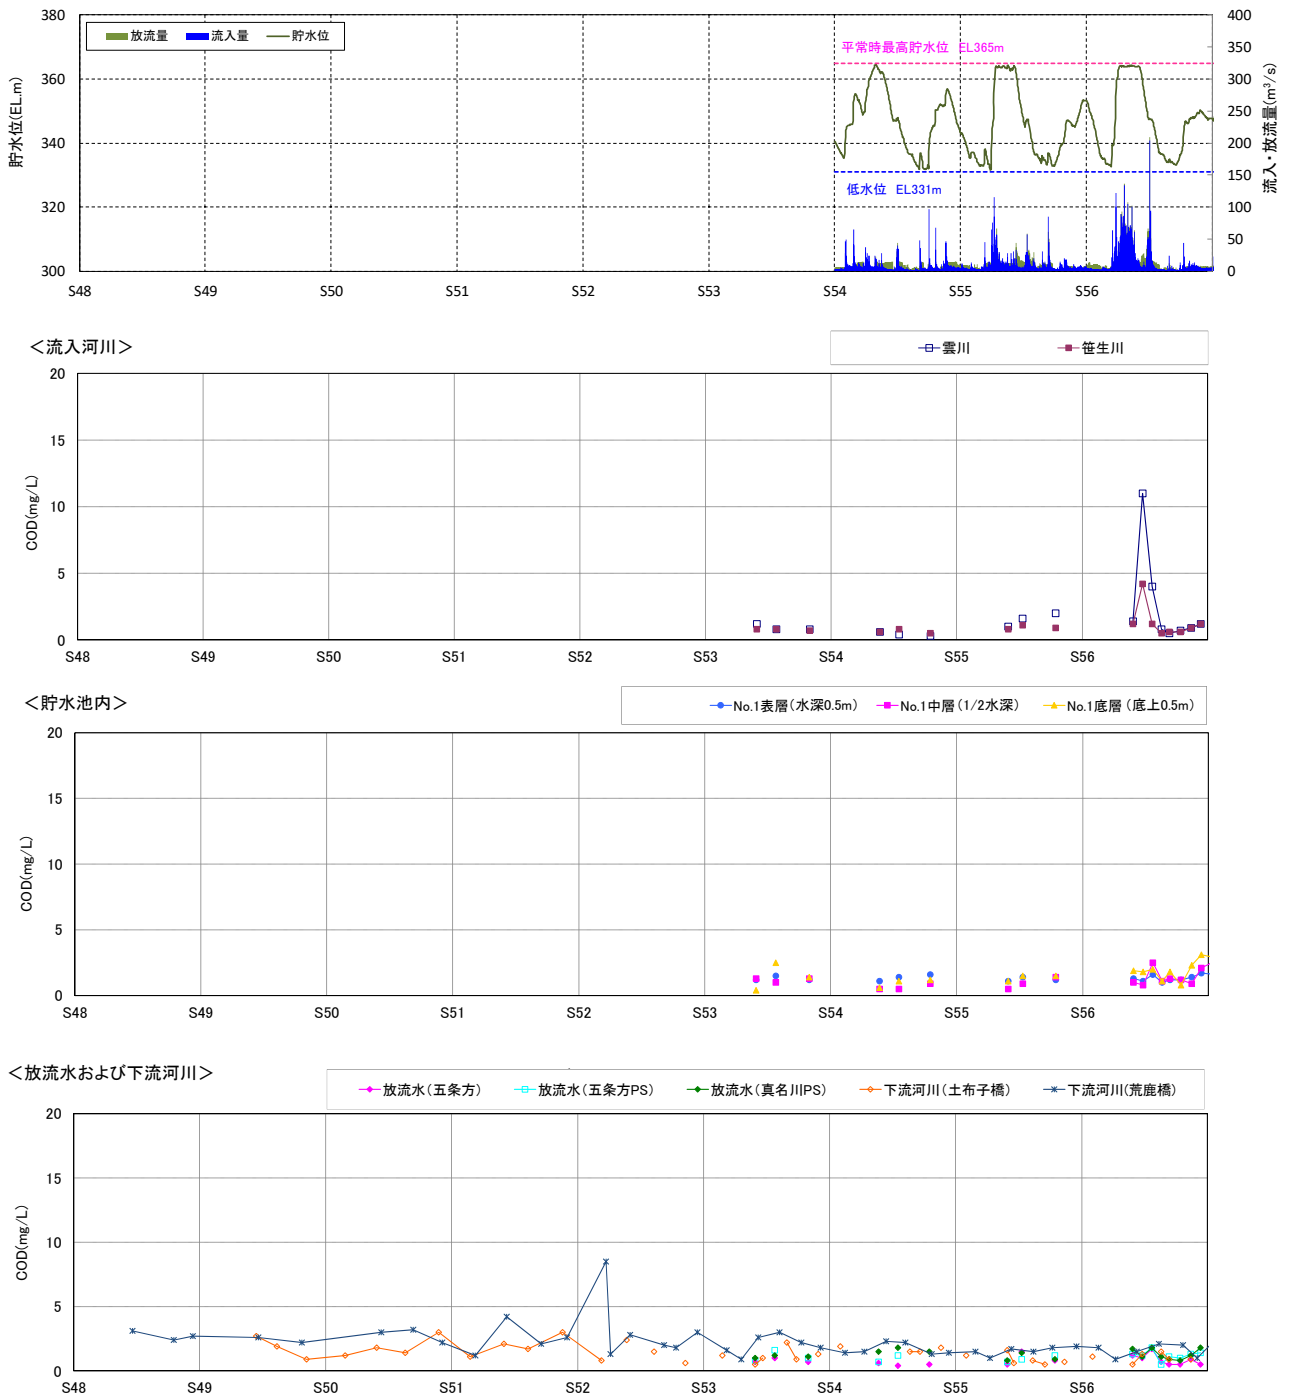 380
360
340
320
300
貯水位(EL.m)
放流量 流入量 貯水位
平常時最高貯水位 EL365m
低水位 EL331m
400
350
300
250
200
150
100
50
0
流入・放流量(m³/s)
S48 S49 S50 S51 S52 S53 S54 S55 S56
＜流入河川＞
雲川 笹生川
20
15
10
5
0
COD(mg/L)
S48 S49 S50 S51 S52 S53 S54 S55 S56
＜貯水池内＞
No.1表層（水深0.5m） No.1中層（1/2水深） No.1底層（底上0.5m）
20
15
10
5
0
COD(mg/L)
S48 S49 S50 S51 S52 S53 S54 S55 S56
＜放流水および下流河川＞
放流水（五条方） 放流水（五条方PS） 放流水（真名川PS） 下流河川（土布子橋） 下流河川（荒鹿橋）
20
15
10
5
0
COD(mg/L)
S48 S49 S50 S51 S52 S53 S54 S55 S56